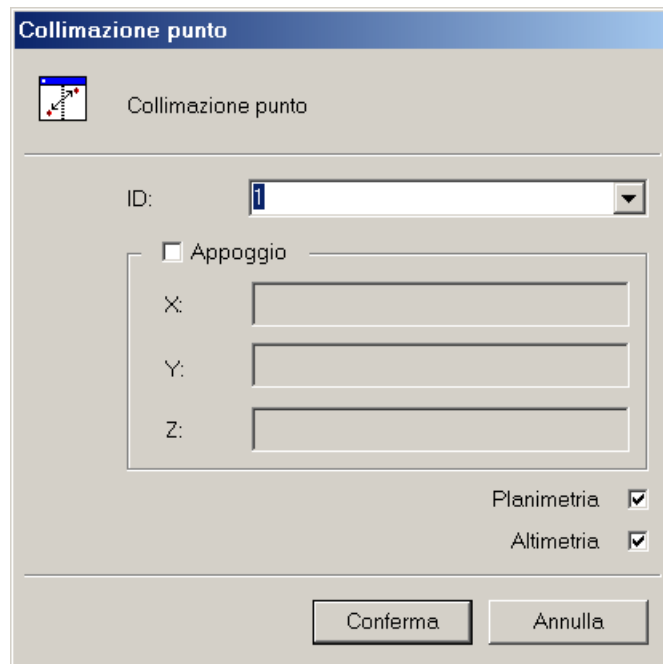 Collimazione punto
Collimazione punto
ID: 1
Appoggio
X:
Y:
Z:
Planimetria
Altimetria
Conferma Annulla